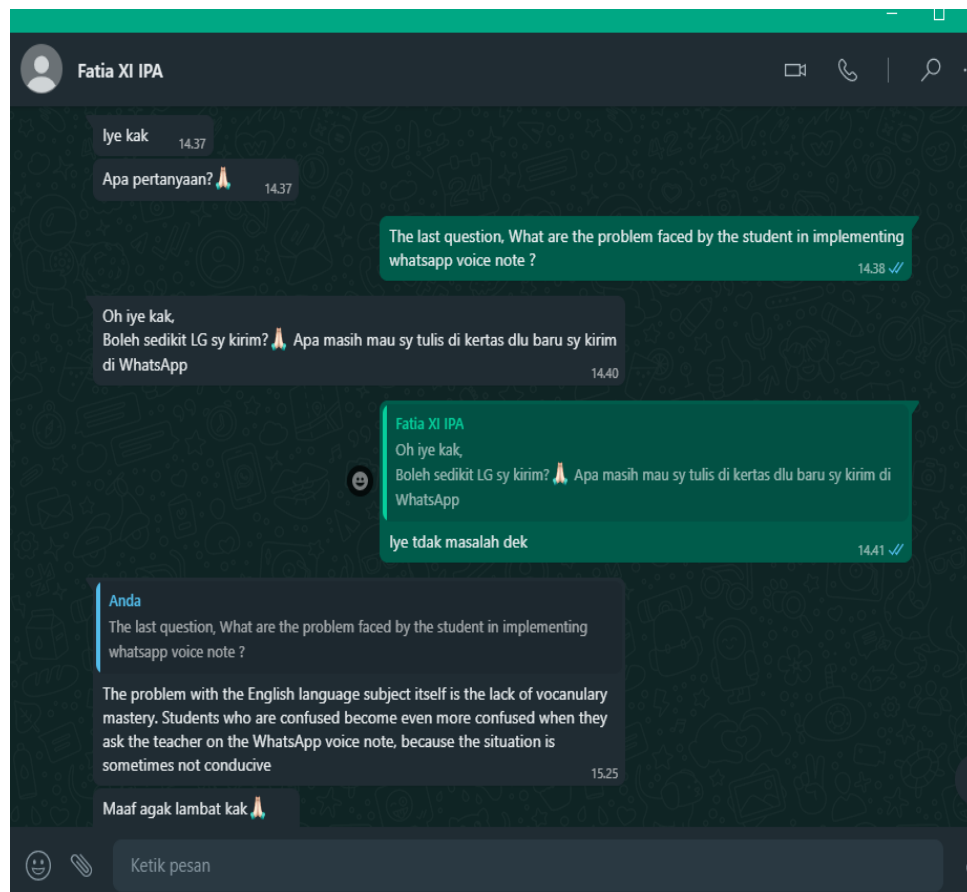 Fatia XI IPA
Iye kak 14.37
Apa pertanyaan?🙏🏻 14.37
The last question, What are the problem faced by the student in implementing
whatsapp voice note ?
14.38
Oh iye kak,
Boleh sedikit LG sy kirim?🙏🏻 Apa masih mau sy tulis di kertas dlu baru sy kirim
di WhatsApp
14.40
Fatia XI IPA
Oh iye kak,
Boleh sedikit LG sy kirim?🙏🏻 Apa masih mau sy tulis di kertas dlu baru sy kirim di
WhatsApp
Iye tdak masalah dek
14.41
Anda
The last question, What are the problem faced by the student in implementing
whatsapp voice note ?
The problem with the English language subject itself is the lack of vocanulary
mastery. Students who are confused become even more confused when they
ask the teacher on the WhatsApp voice note, because the situation is
sometimes not conducive
15.25
Maaf agak lambat kak🙏🏻
Ketik pesan